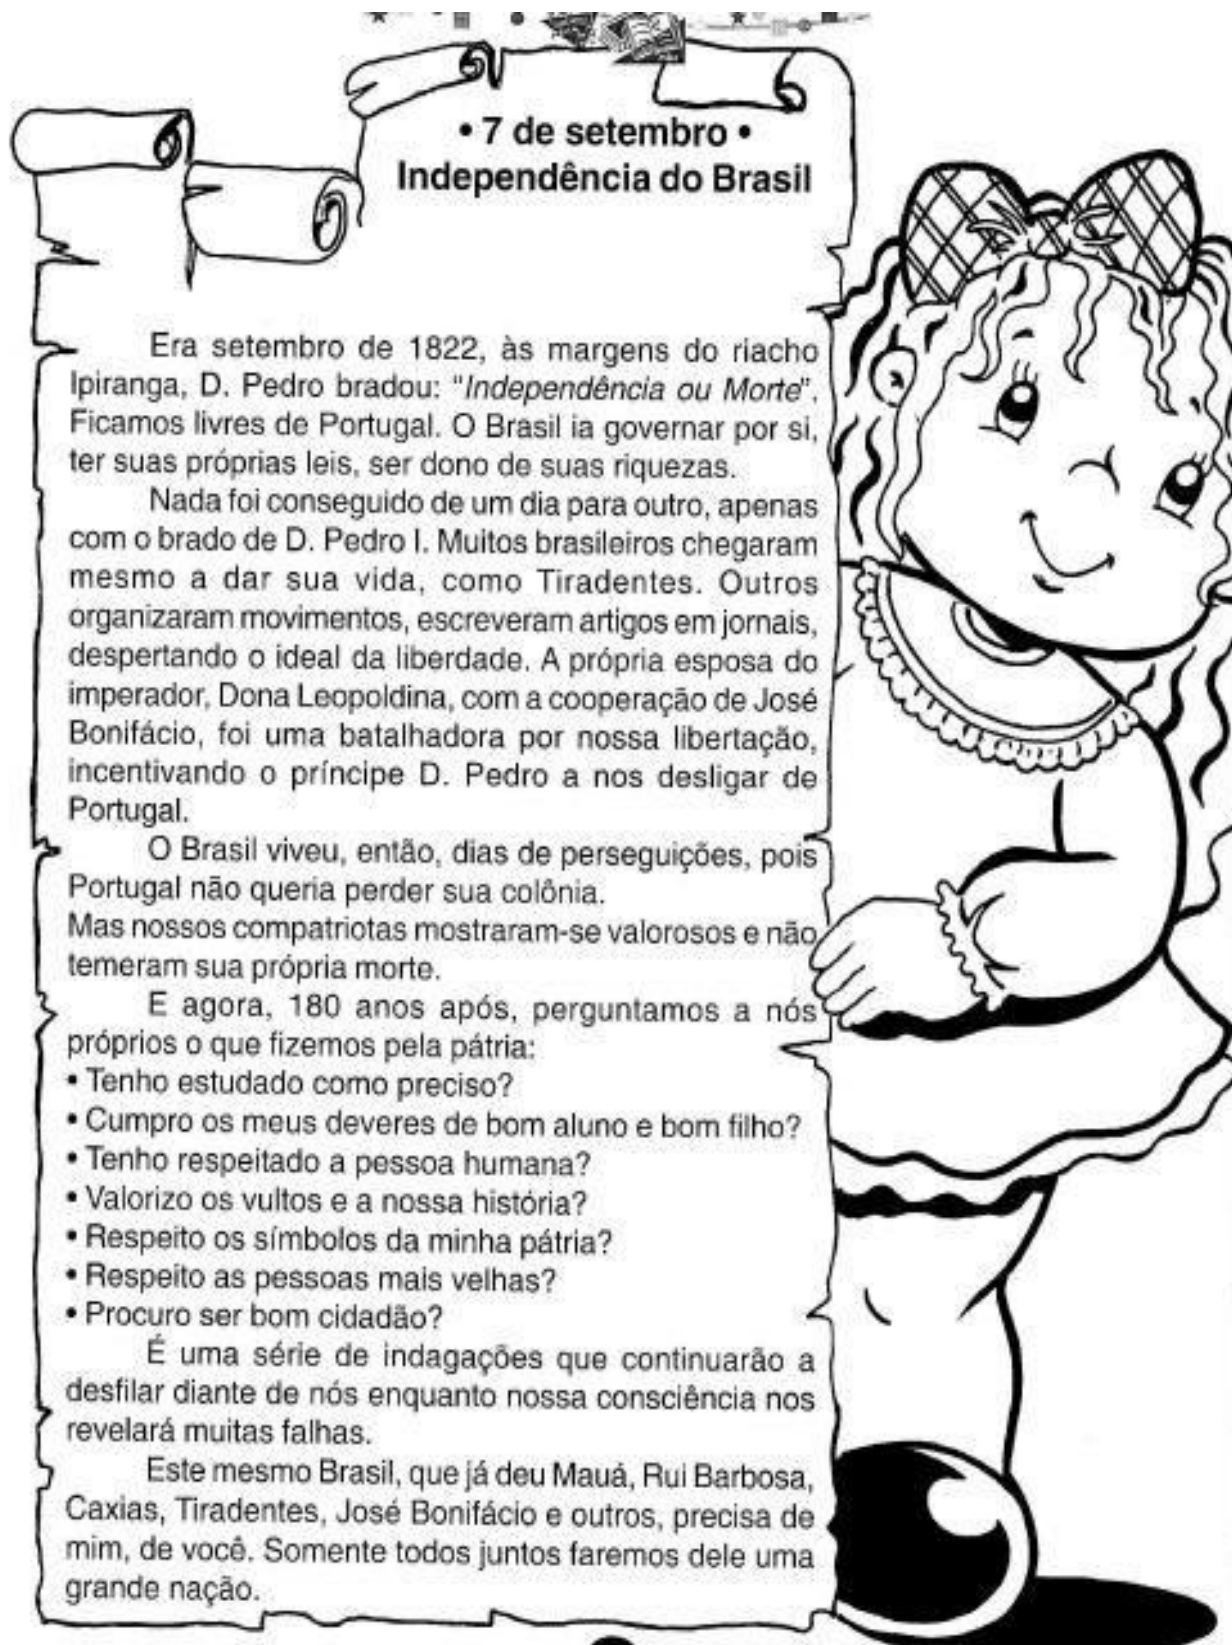 • 7 de setembro •
Independência do Brasil
Era setembro de 1822, às margens do riacho
Ipiranga, D. Pedro bradou: “Independência ou Morte”.
Ficamos livres de Portugal. O Brasil ia governar por si,
ter suas próprias leis, ser dono de suas riquezas.
Nada foi conseguido de um dia para outro, apenas
com o brado de D. Pedro I. Muitos brasileiros chegaram
mesmo a dar sua vida, como Tiradentes. Outros
organizaram movimentos, escreveram artigos em jornais,
despertando o ideal da liberdade. A própria esposa do
imperador, Dona Leopoldina, com a cooperação de José
Bonifácio, foi uma batalhadora por nossa libertação,
incentivando o príncipe D. Pedro a nos desligar de
Portugal.
O Brasil viveu, então, dias de perseguições, pois
Portugal não queria perder sua colônia.
Mas nossos compatriotas mostraram-se valorosos e não
temeram sua própria morte.
E agora, 180 anos após, perguntamos a nós
próprios o que fizemos pela pátria:
• Tenho estudado como preciso?
• Cumpro os meus deveres de bom aluno e bom filho?
• Tenho respeitado a pessoa humana?
• Valorizo os vultos e a nossa história?
• Respeito os símbolos da minha pátria?
• Respeito as pessoas mais velhas?
• Procuro ser bom cidadão?
É uma série de indagações que continuarão a
desfilar diante de nós enquanto nossa consciência nos
revelará muitas falhas.
Este mesmo Brasil, que já deu Mauá, Rui Barbosa,
Caxias, Tiradentes, José Bonifácio e outros, precisa de
mim, de você. Somente todos juntos faremos dele uma
grande nação.